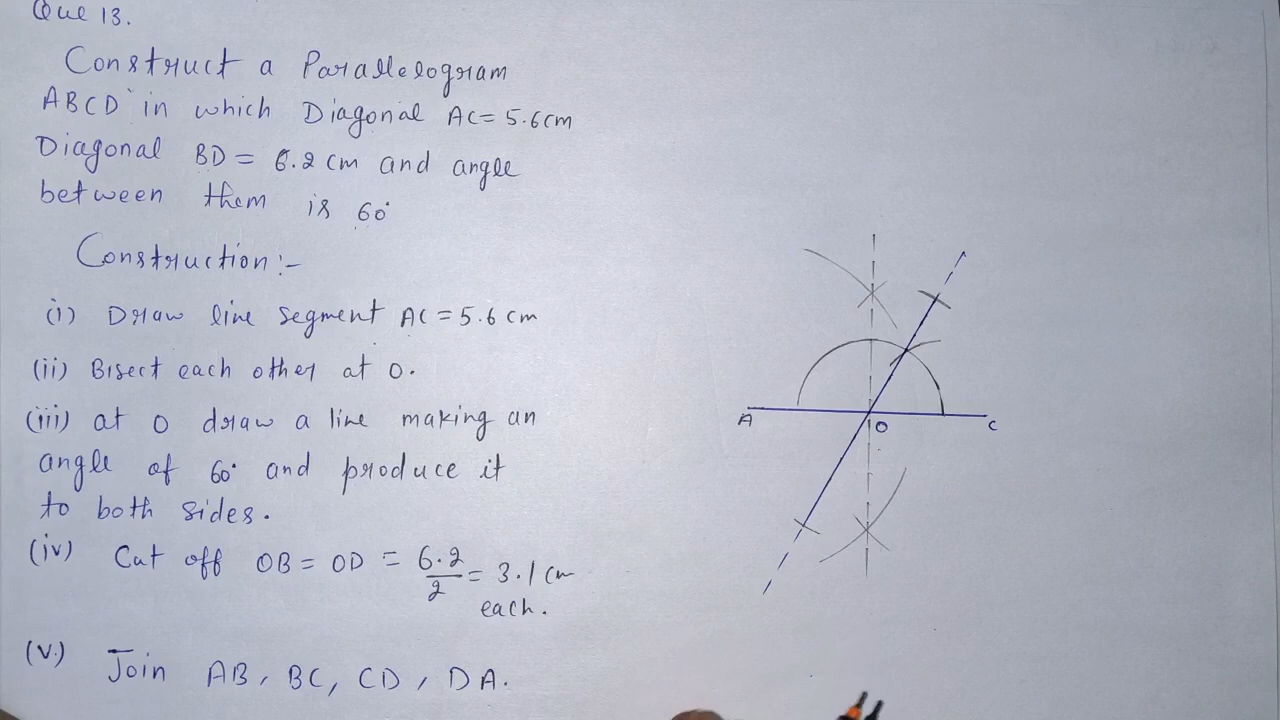 Que 13.
Construct a Parallelogram
ABCD in which Diagonal AC = 5.6 cm
Diagonal BD = 6.2 cm and angle
between them is 60°
Construction :-
(i) Draw line segment AC = 5.6 cm
(ii) Bisect each other at O.
(iii) at O draw a line making an
angle of 60° and produce it
to both sides.
(iv) Cut off OB = OD = 6.2/2 = 3.1 cm
each.
(v.) Join AB, BC, CD, DA.
A O C